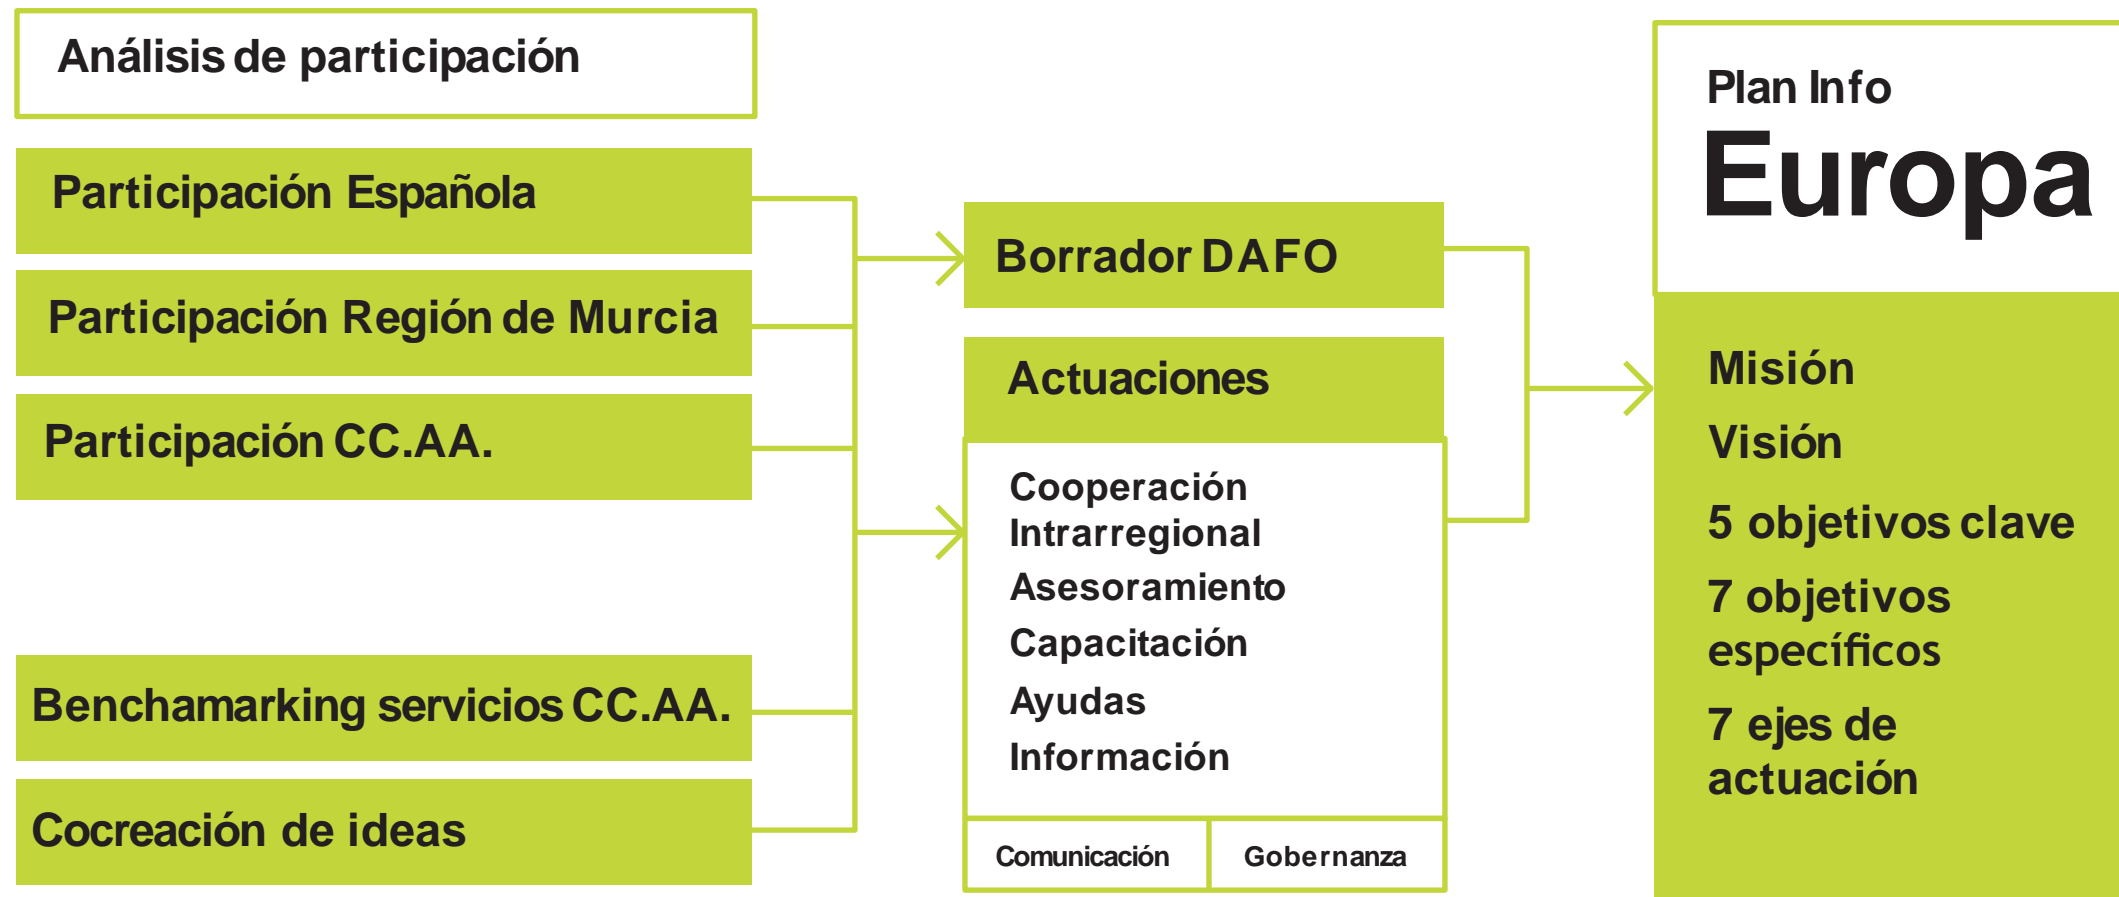 Análisis de participación
Participación Española
Participación Región de Murcia
Participación CC.AA.
Benchamarking servicios CC.AA.
Cocreación de ideas
Borrador DAFO
Actuaciones
Cooperación
Intrarregional
Asesoramiento
Capacitación
Ayudas
Información
Comunicación
Gobernanza
Plan Info
Europa
Misión
Visión
5 objetivos clave
7 objetivos
específicos
7 ejes de
actuación